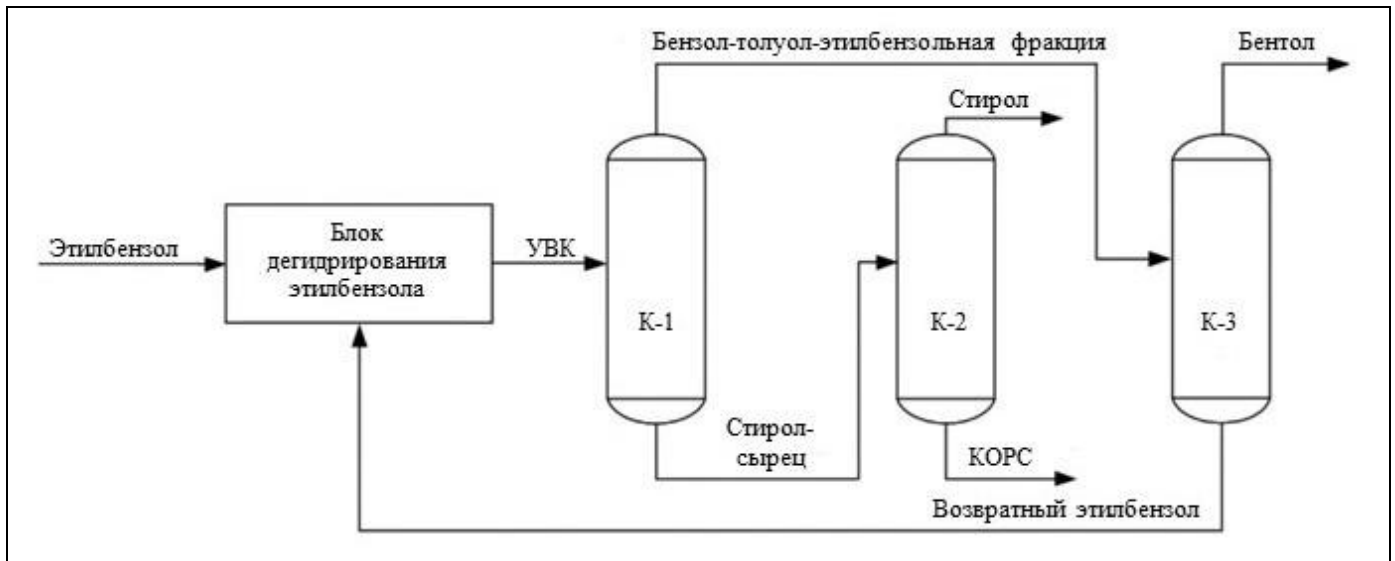 Бензол-толуол-этилбензольная фракция
Бентол
Стирол
Этилбензол
Блок
дегидрирования
этилбензола
УВК
К-1
К-2
К-3
Стирол-
сырец
КОРС
Возвратный этилбензол